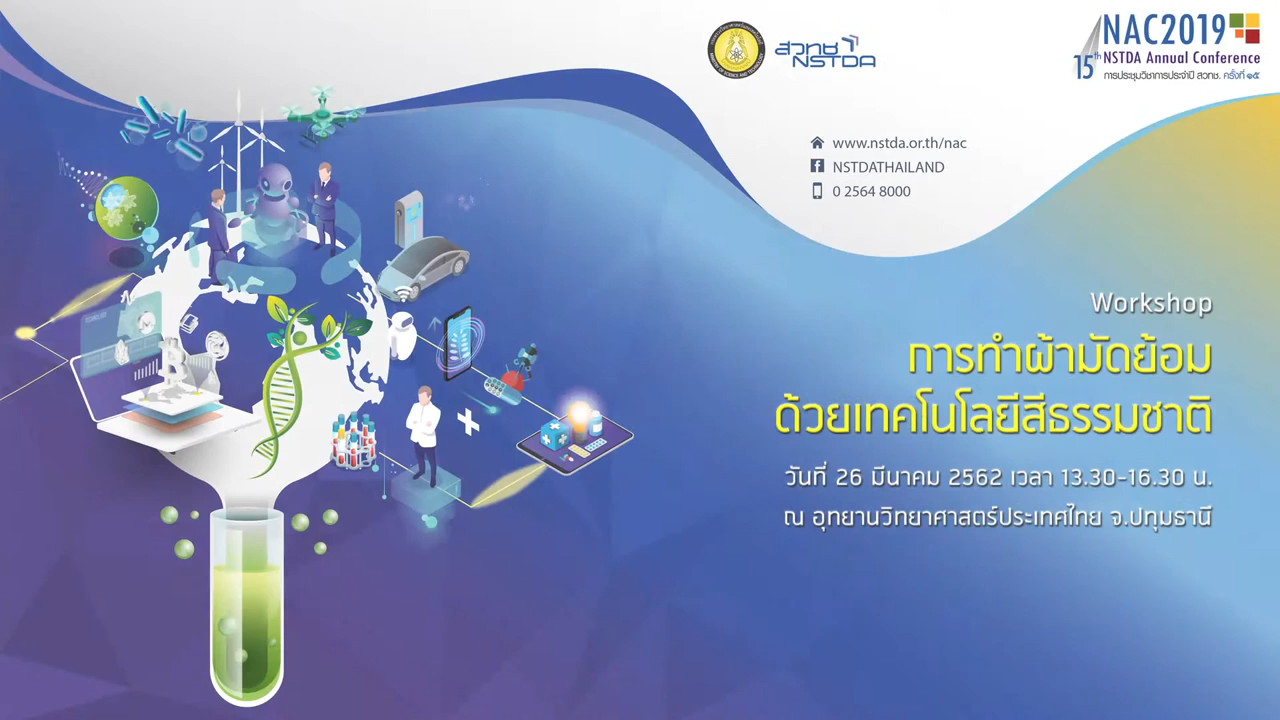 สวทช
NSTDA
NAC2019
15th NSTDA Annual Conference
การประชุมวิชาการประจำปี สวทช. ครั้งที่ ๑๕
www.nstda.or.th/nac
NSTDATHAILAND
0 2564 8000
Workshop
การทำผ้ามัดย้อม
ด้วยเทคโนโลยีสีธรรมชาติ
วันที่ 26 มีนาคม 2562 เวลา 13.30-16.30 น.
ณ อุทยานวิทยาศาสตร์ประเทศไทย จ.ปทุมธานี